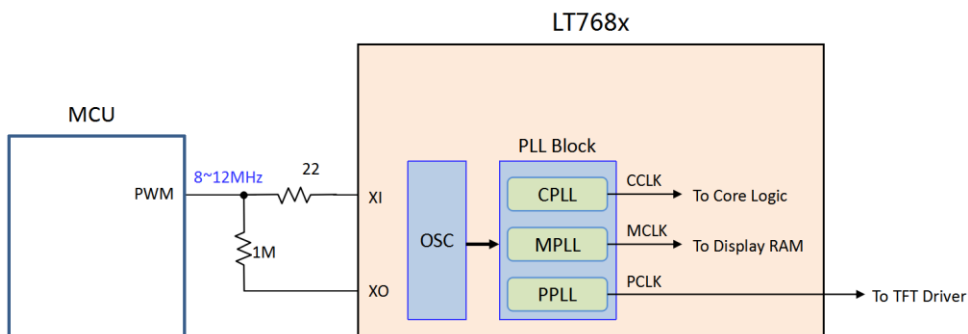 LT768x
MCU
PLL Block
8~12MHz
22
PWM
XI
CPLL
CCLK
To Core Logic
OSC
MPLL
MCLK
To Display RAM
1M
XO
PPLL
PCLK
To TFT Driver